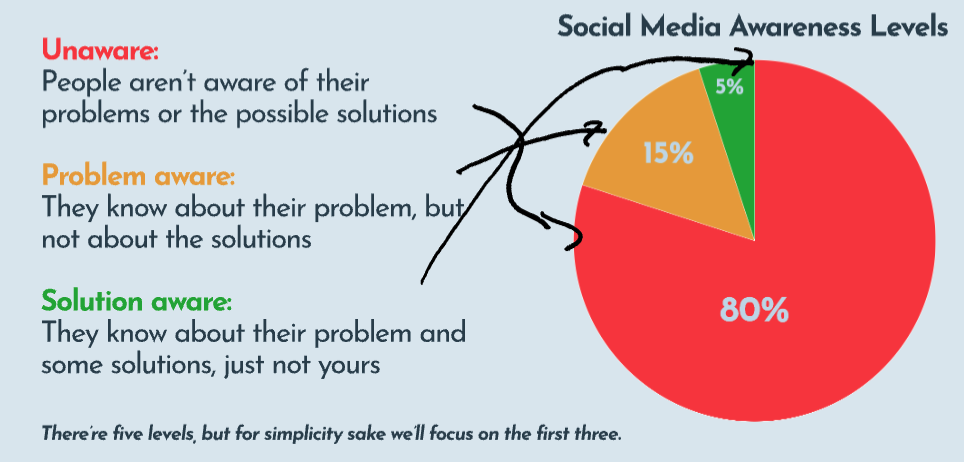 Social Media Awareness Levels
Unaware:
People aren't aware of their
problems or the possible solutions
Problem aware:
They know about their problem, but
not about the solutions
Solution aware:
They know about their problem and
some solutions, just not yours
5%
15%
80%
There're five levels, but for simplicity sake we'll focus on the first three.